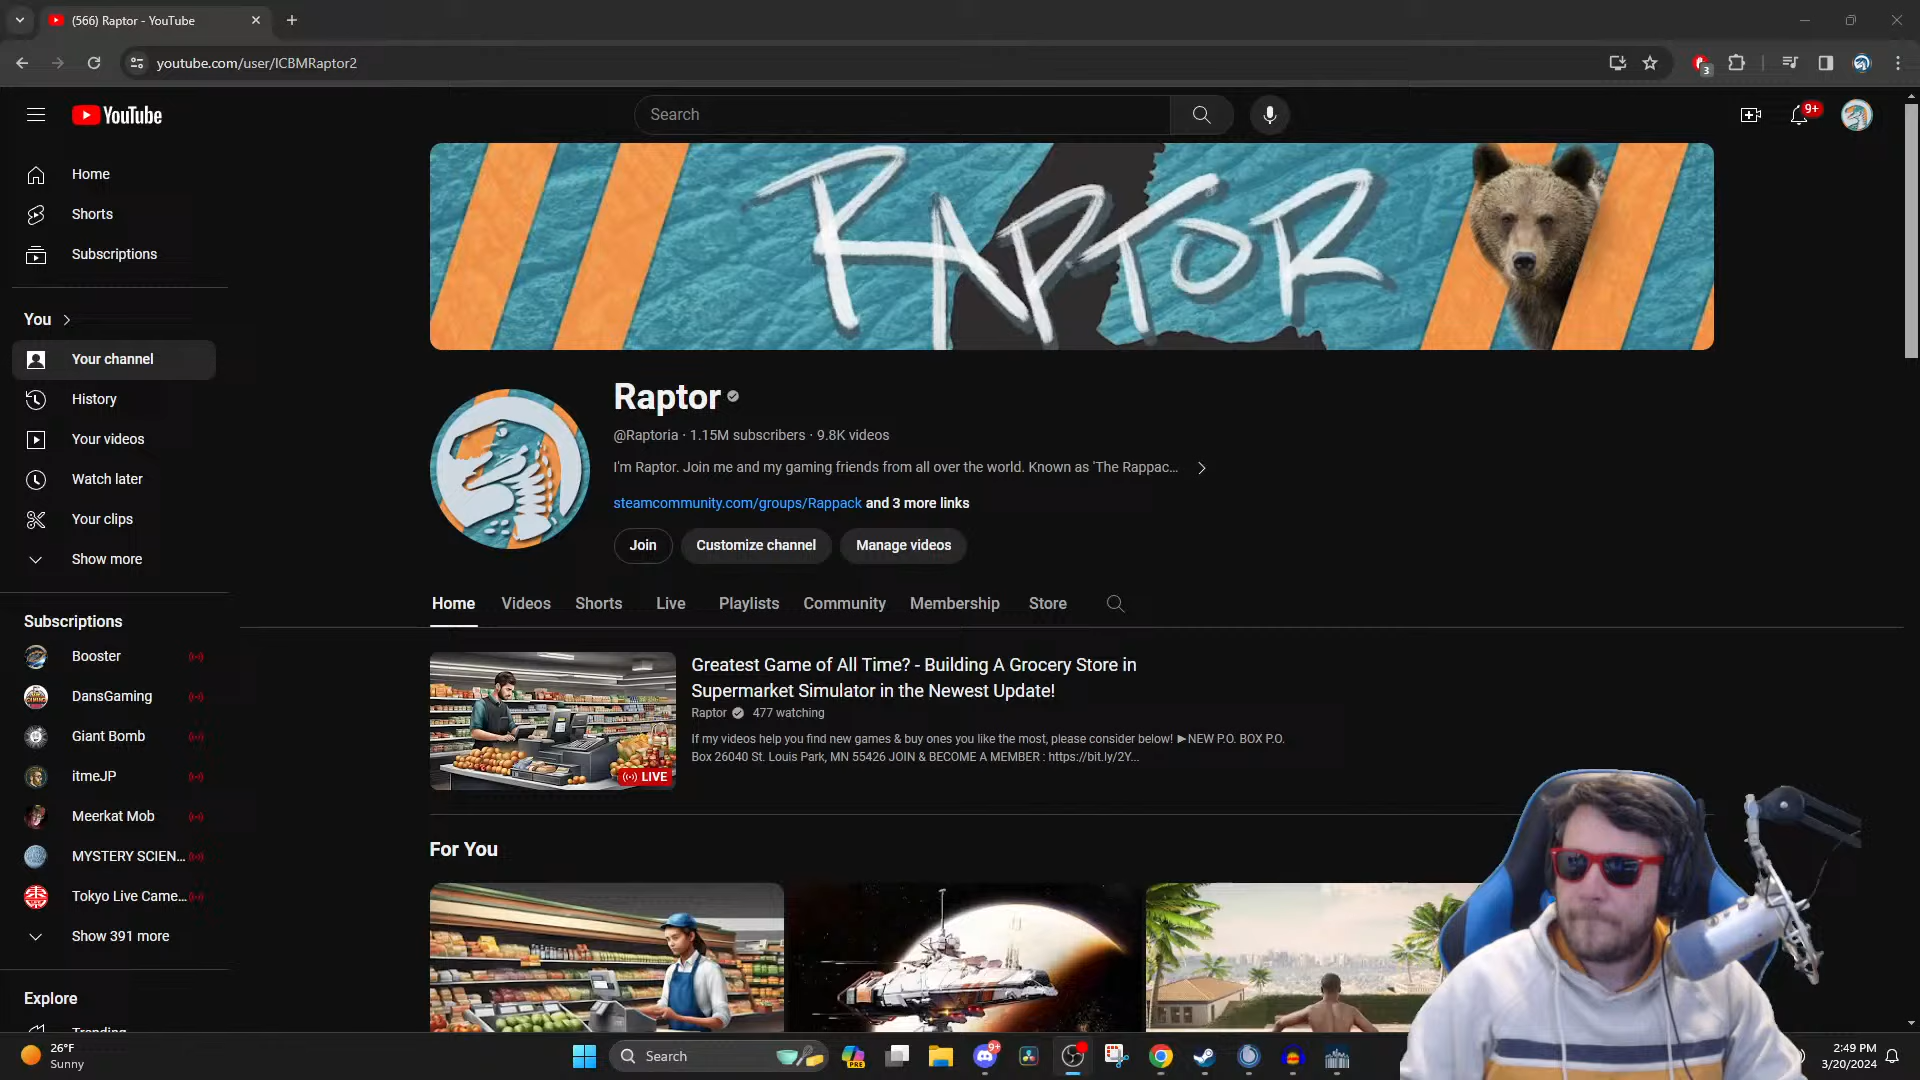 (566) Raptor - YouTube
youtube.com/user/ICBMRaptor2
3
YouTube
Search
9+
Home
Shorts
Subscriptions
You
Your channel
History
Your videos
Watch later
Your clips
Show more
Subscriptions
Booster
DansGaming
Giant Bomb
itmeJP
Meerkat Mob
MYSTERY SCIEN...
Tokyo Live Came...
Show 391 more
Explore
Trending
RAPTOR
Raptor
@Raptoria · 1.15M subscribers · 9.8K videos
I'm Raptor. Join me and my gaming friends from all over the world. Known as 'The Rappac...
steamcommunity.com/groups/Rappack and 3 more links
Join
Customize channel
Manage videos
Home
Videos
Shorts
Live
Playlists
Community
Membership
Store
LIVE
Greatest Game of All Time? - Building A Grocery Store in
Supermarket Simulator in the Newest Update!
Raptor 477 watching
If my videos help you find new games & buy ones you like the most, please consider below! ►NEW P.O. BOX P.O.
Box 26040 St. Louis Park, MN 55426 JOIN & BECOME A MEMBER : https://bit.ly/2Y...
For You
26°F
Sunny
Search
PRE
9+
2:49 PM
3/20/2024